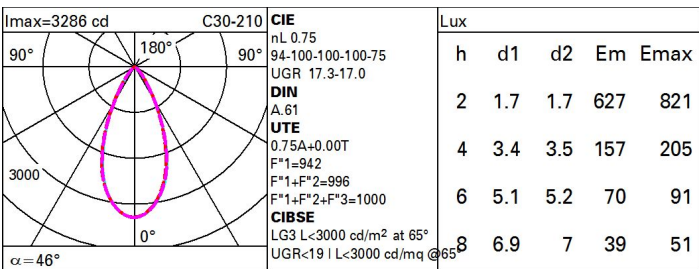 Imax=3286 cd C30-210
90° 180° 90°
3000
0°
α=46°
CIE
nL 0.75
94-100-100-100-75
UGR 17.3-17.0
DIN
A.61
UTE
0.75A+0.00T
F"1=942
F"1+F"2=996
F"1+F"2+F"3=1000
CIBSE
LG3 L<3000 cd/m² at 65°
UGR<19 | L<3000 cd/mq @65°
Lux
h d1 d2 Em Emax
2 1.7 1.7 627 821
4 3.4 3.5 157 205
6 5.1 5.2 70 91
8 6.9 7 39 51